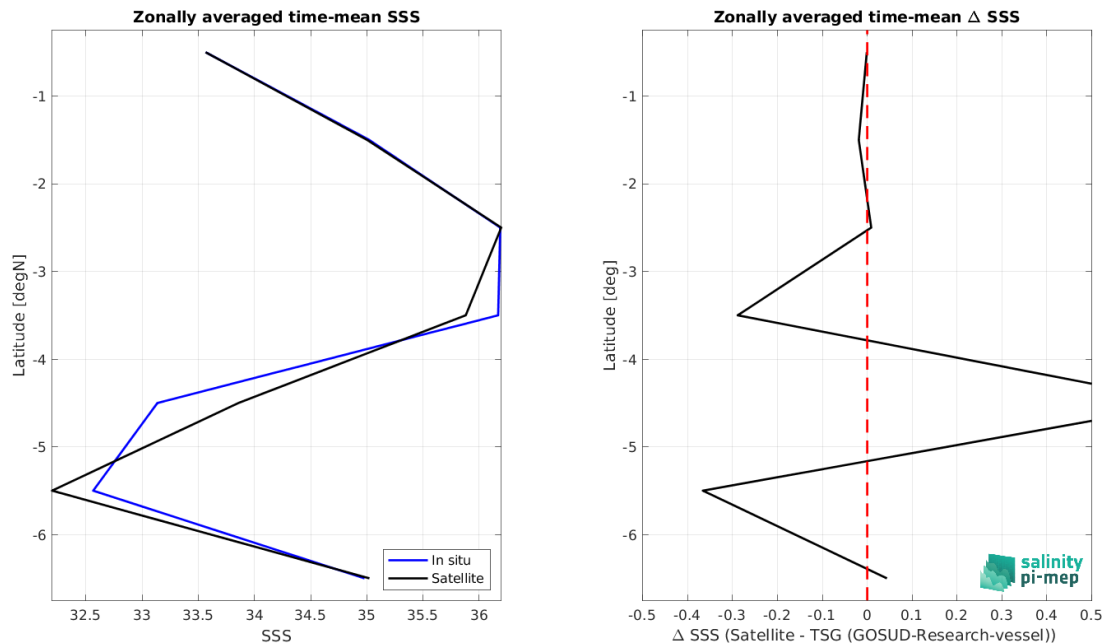 Zonally averaged time-mean SSS
-1
-2
-3
-4
-5
-6
Latitude [degN]
32.5 33 33.5 34 34.5 35 35.5 36
SSS
In situ
Satellite
Zonally averaged time-mean Δ SSS
-1
-2
-3
-4
-5
-6
Latitude [deg]
-0.5 -0.4 -0.3 -0.2 -0.1 0 0.1 0.2 0.3 0.4 0.5
Δ SSS (Satellite - TSG (GOSUD-Research-vessel))
salinity
pi-mep